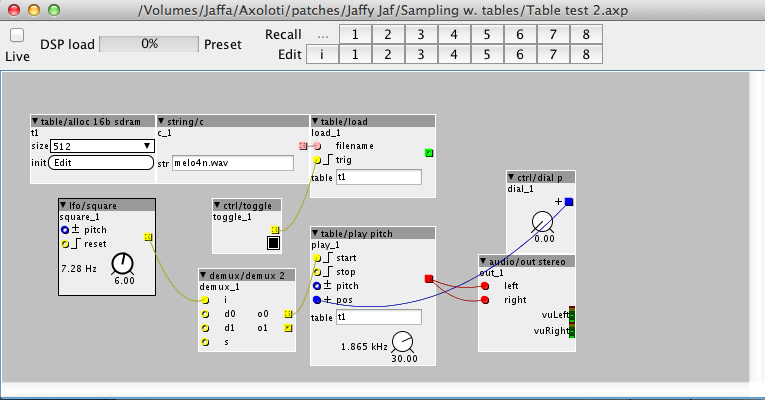 /Volumes/Jaffa/Axoloti/patches/Jaffy Jaf/Sampling w. tables/Table test 2.axp
Live
DSP load 0% Preset
Recall ... 1 2 3 4 5 6 7 8
Edit i 1 2 3 4 5 6 7 8
▼ table/alloc 16b sdram
t1
size 512 ▼
init Edit
▼ string/c
c_1
str melo4n.wav
▼ table/load
load_1
filename
trig
table t1
▼ lfo/square
square_1
± pitch
reset
7.28 Hz
6.00
▼ ctrl/toggle
toggle_1
▼ demux/demux 2
demux_1
i
d0 o0
d1 o1
s
▼ table/play pitch
play_1
start
stop
± pitch
+ pos
table t1
1.865 kHz
30.00
▼ ctrl/dial p
dial_1
+
0.00
▼ audio/out stereo
out_1
left
right
vuLeft
vuRight